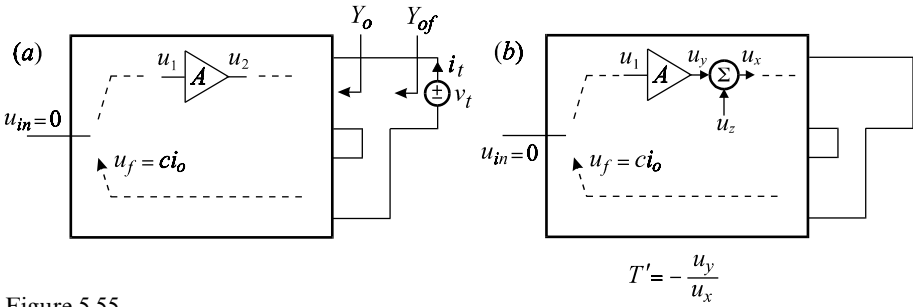 (a)
Y_o
Y_of
u_1
A
u_2
i_t
±
v_t
u_in=0
u_f = ci_o
(b)
u_1
A
u_y
Σ
u_x
u_z
u_in=0
u_f = ci_o
T' = - u_y / u_x
Figure 5.55